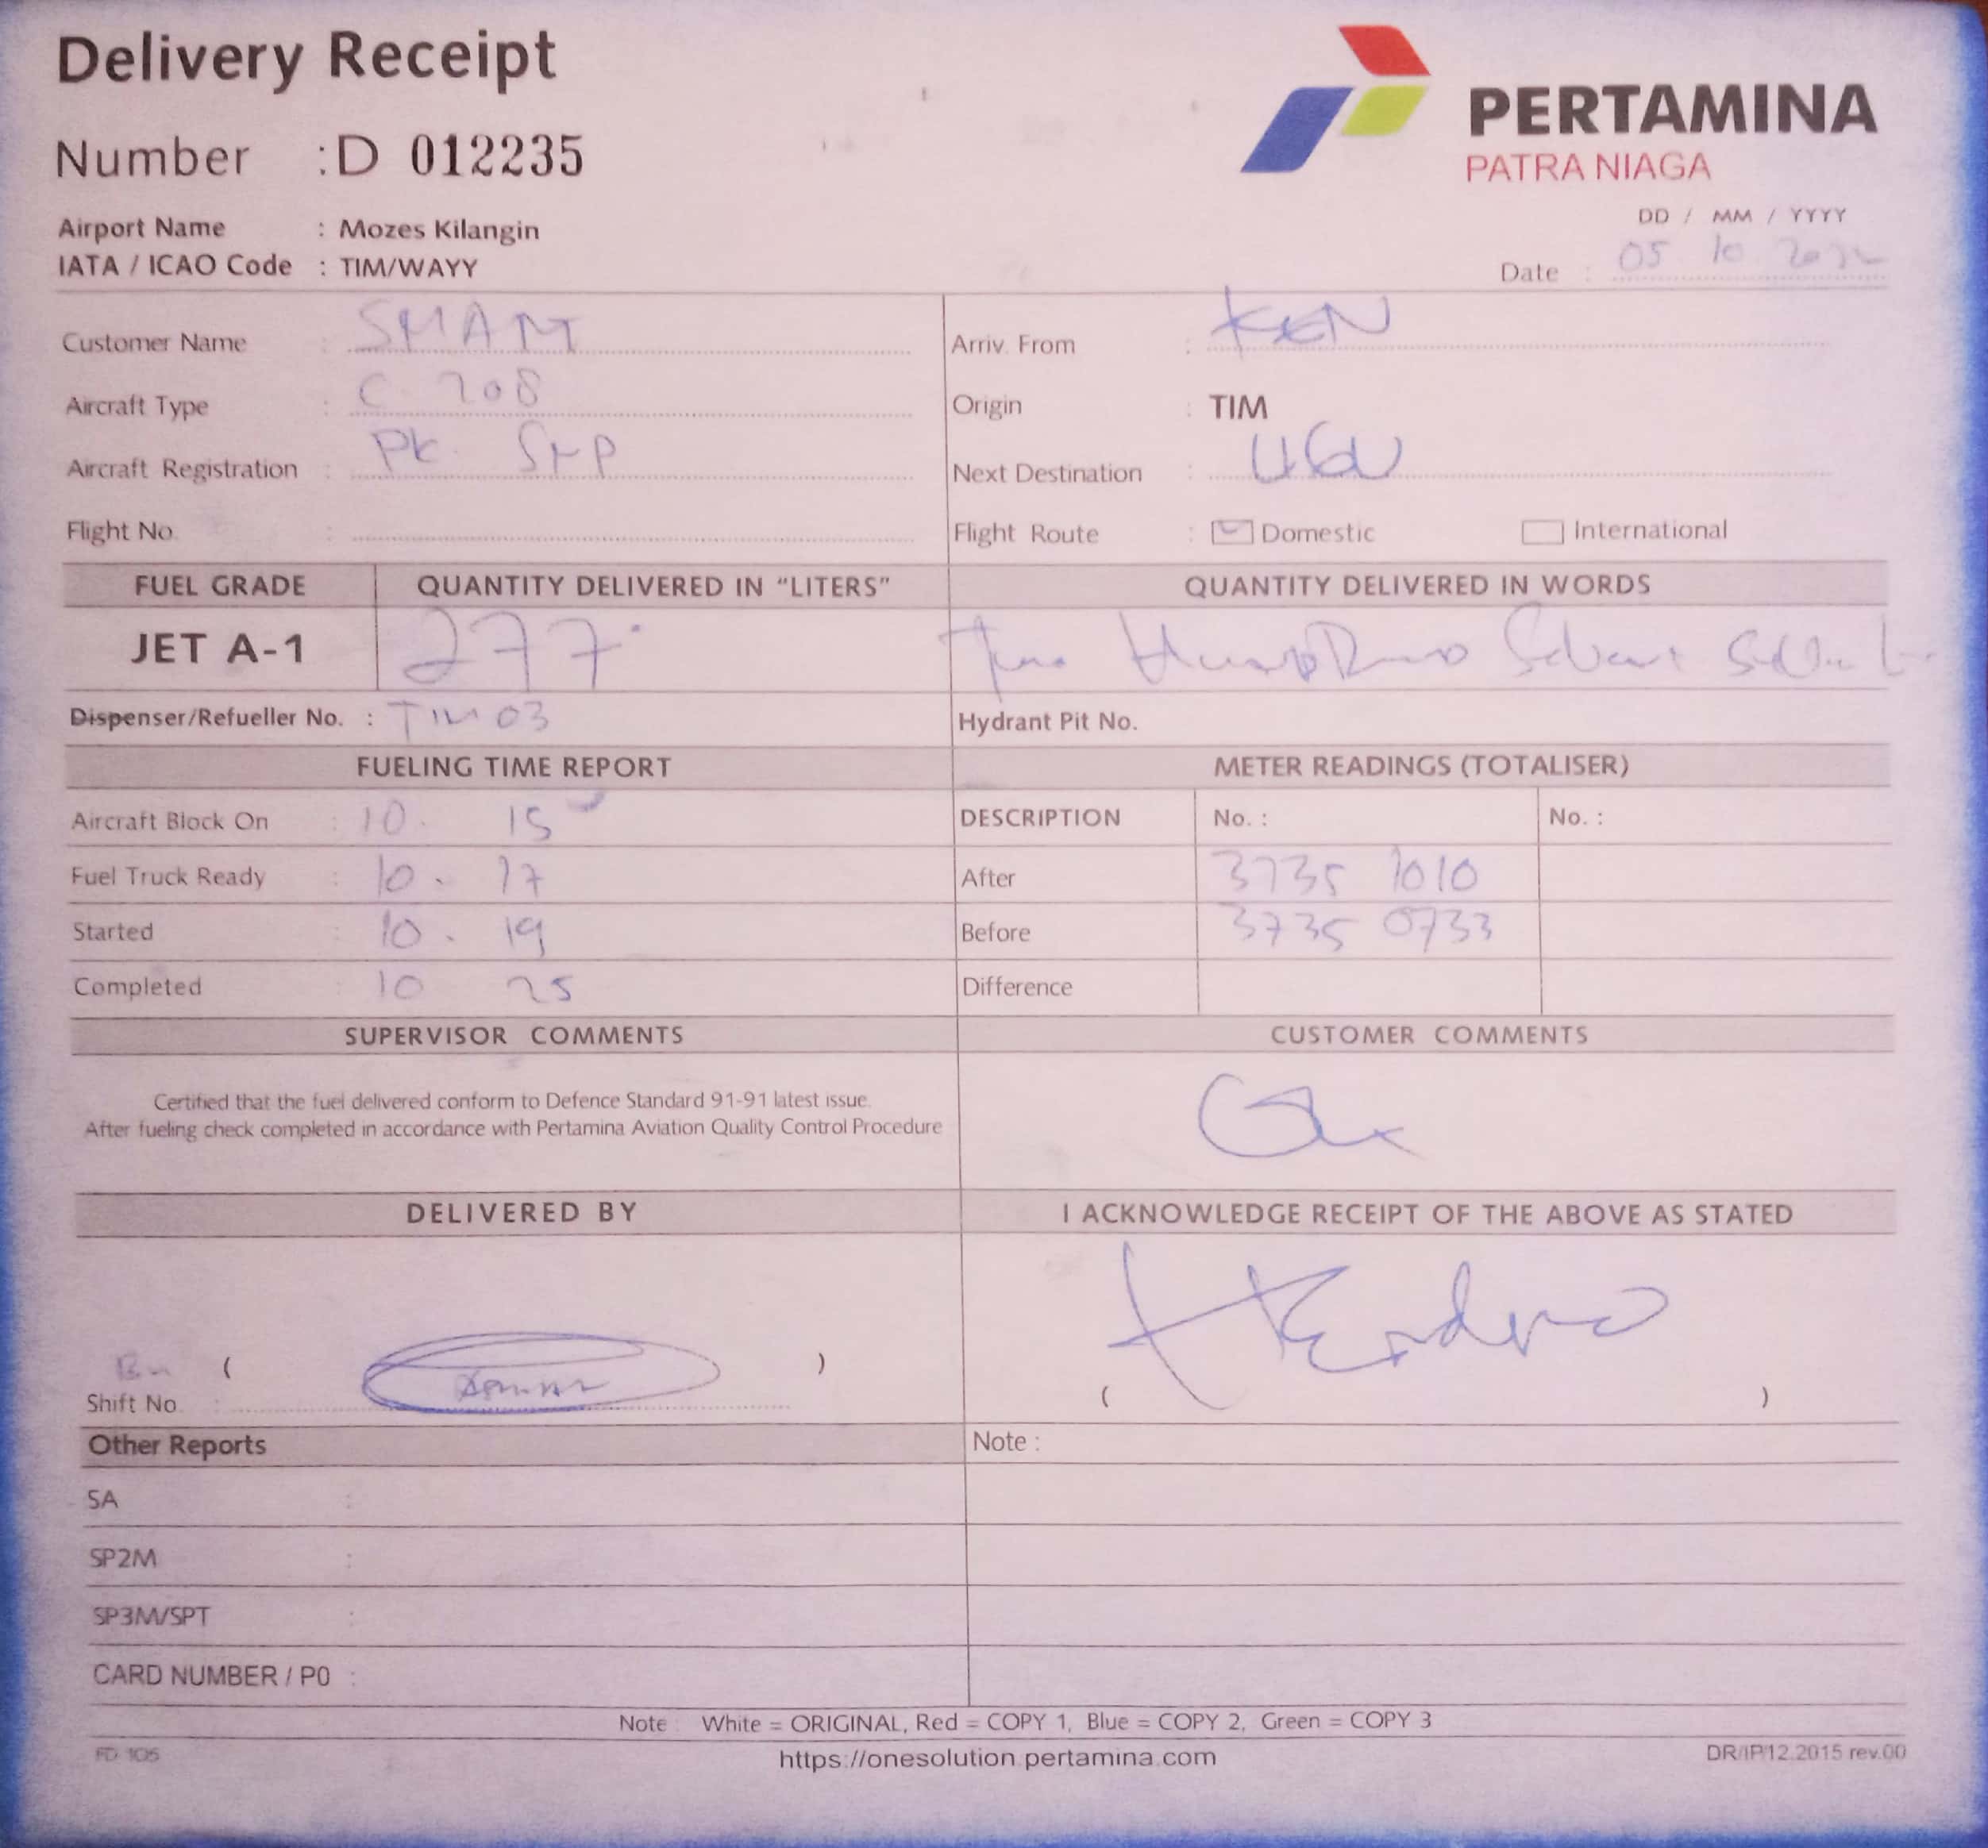 Delivery Receipt
PERTAMINA
PATRA NIAGA
Number : D 012235
Airport Name : Mozes Kilangin
IATA / ICAO Code : TIM/WAYY
DD / MM / YYYY
Date : 05 10
Customer Name : SMART
Arriv. From : KEN
Aircraft Type : C 208
Origin : TIM
Aircraft Registration : PK
Next Destination : UGU
Flight No. :
Flight Route : Domestic International
FUEL GRADE QUANTITY DELIVERED IN "LITERS" QUANTITY DELIVERED IN WORDS
JET A-1 277 Two
Dispenser/Refueller No. : TIM 03 Hydrant Pit No.
FUELING TIME REPORT METER READINGS (TOTALISER)
Aircraft Block On : 10. 15 DESCRIPTION No. : No. :
Fuel Truck Ready : 10. 17 After 3735 1010
Started : 10. 19 Before 3735 0733
Completed : 10 25 Difference
SUPERVISOR COMMENTS CUSTOMER COMMENTS
Certified that the fuel delivered conform to Defence Standard 91-91 latest issue.
After fueling check completed in accordance with Pertamina Aviation Quality Control Procedure
DELIVERED BY I ACKNOWLEDGE RECEIPT OF THE ABOVE AS STATED
( ) ( )
Shift No. :
Other Reports Note :
SA :
SP2M :
SP3M/SPT :
CARD NUMBER / PO :
Note : White = ORIGINAL, Red = COPY 1, Blue = COPY 2, Green = COPY 3
FD 105 https://onesolution.pertamina.com DR/IP12.2015 rev.00